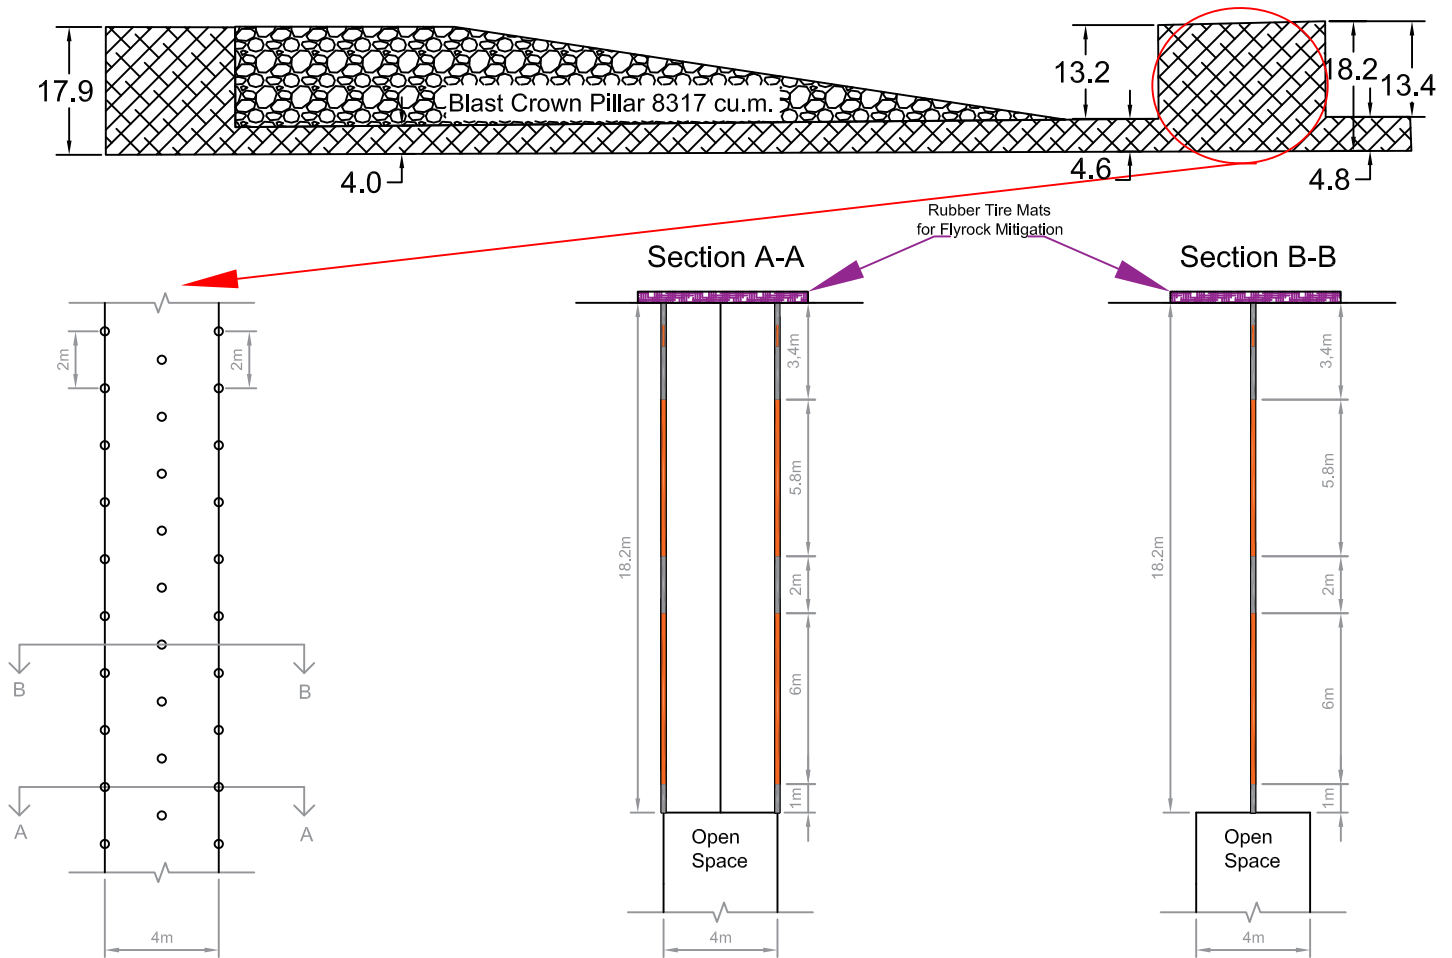 17.9
Blast Crown Pillar 8317 cu.m.
13.2
18.2
13.4
4.0
4.6
4.8
Rubber Tire Mats
for Flyrock Mitigation
Section A-A
Section B-B
2m
2m
B
B
A
A
4m
18.2m
3,4m
5.8m
2m
6m
1m
Open
Space
4m
18.2m
3,4m
5.8m
2m
6m
1m
Open
Space
4m